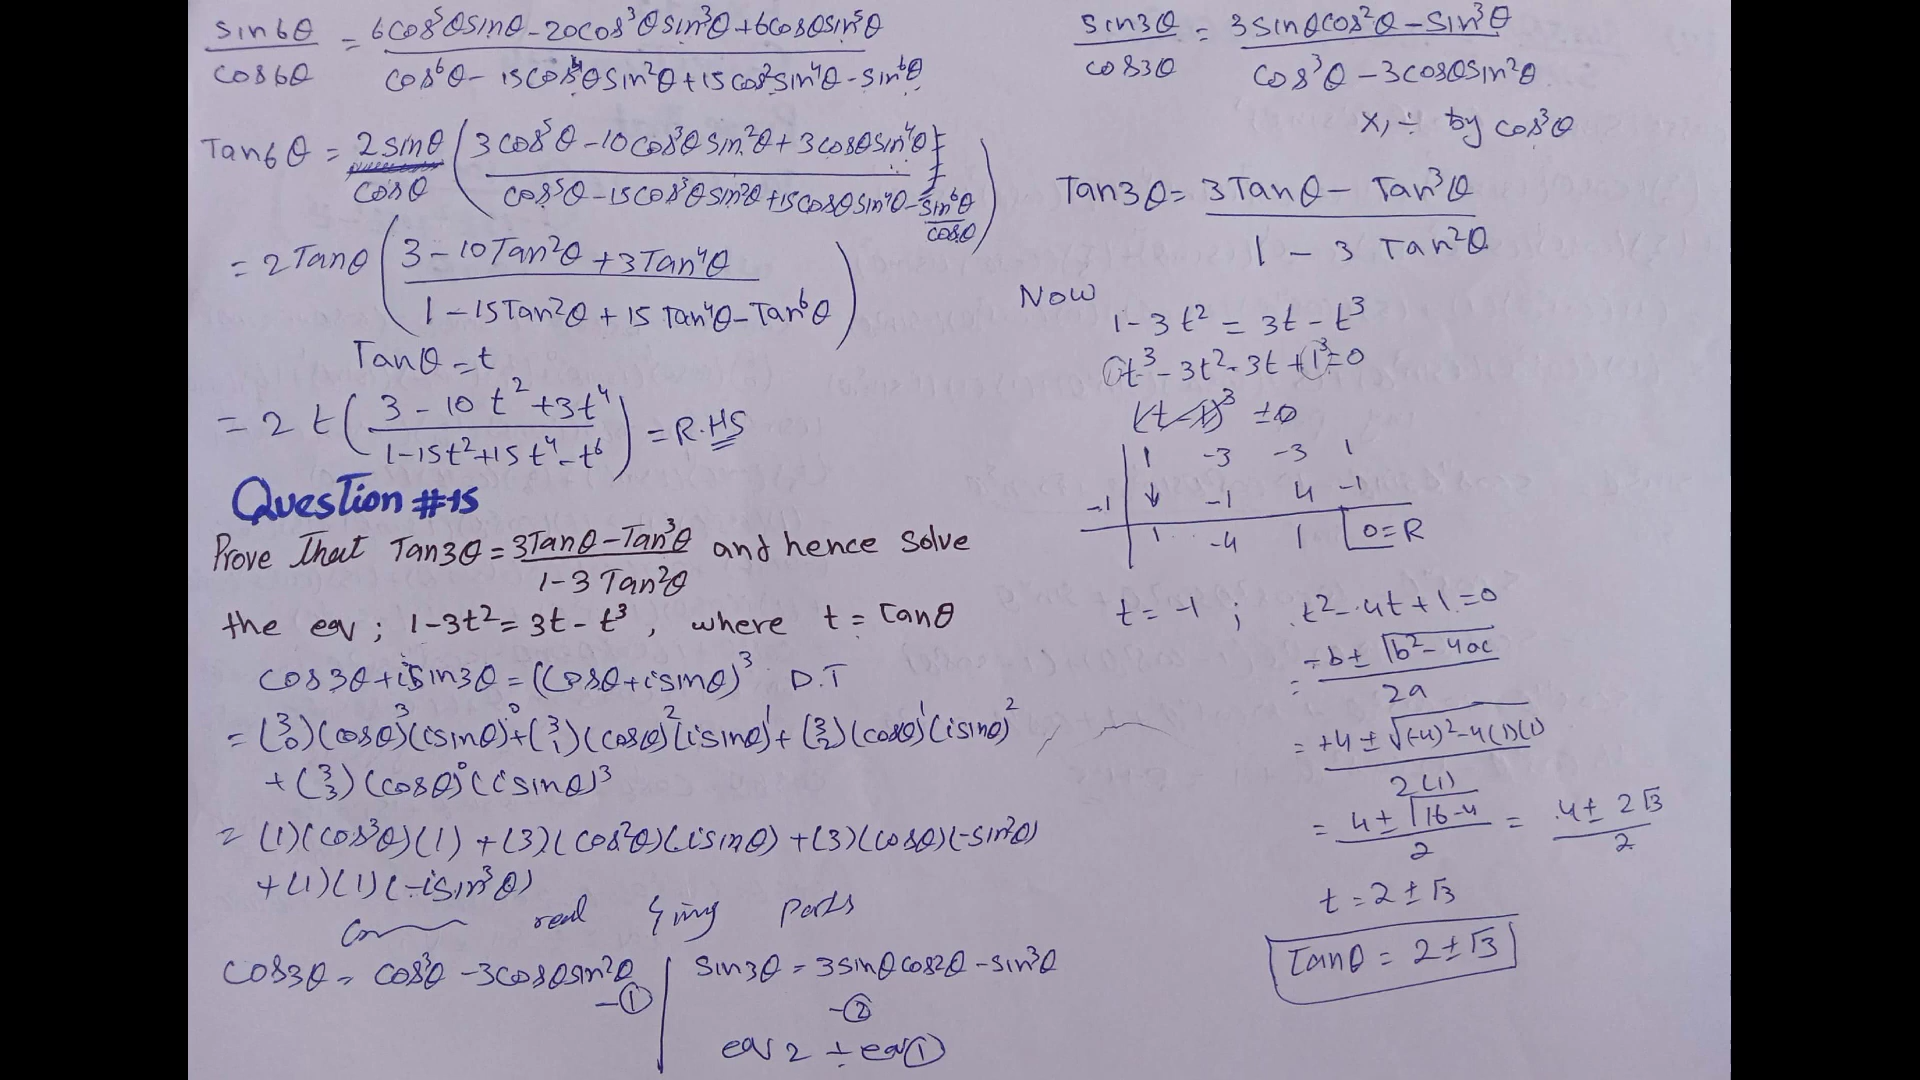 sin6θ/cos6θ = 6cos⁵θsinθ-20cos³θsin³θ+6cosθsin⁵θ / cos⁶θ-15cos⁴θsin²θ+15cos²sin⁴θ-sin⁶θ
Tan6θ = 2sinθ/cosθ (3cos⁵θ-10cos³θsin²θ+3cosθsin⁴θ / cos⁵θ-15cos³θsin²θ+15cosθsin⁴θ-sin⁶θ/cosθ)
= 2Tanθ (3-10Tan²θ+3Tan⁴θ / 1-15Tan²θ+15Tan⁴θ-Tan⁶θ)
Tanθ = t
= 2t (3-10t²+3t⁴ / 1-15t²+15t⁴-t⁶) = R.HS
Question #15
Prove That Tan3θ = 3Tanθ-Tan³θ / 1-3Tan²θ and hence solve
the eq ; 1-3t² = 3t-t³, where t = Tanθ
cos3θ+isin3θ = (cosθ+isinθ)³ D.T
= (3 0)(cosθ)³(isinθ)⁰+(3 1)(cosθ)²(isinθ)¹+(3 2)(cosθ)¹(isinθ)²
+(3 3)(cosθ)⁰(isinθ)³
= (1)(cos³θ)(1)+(3)(cos²θ)(isinθ)+(3)(cosθ)(-sin²θ)
+(1)(1)(-isin³θ)
real & img parts
cos3θ = cos³θ-3cosθsin²θ -①
sin3θ = 3sinθcos2θ-sin³θ
-②
eq 2 ÷ eq ①
sin3θ/cos3θ = 3sinθcos²θ-sin³θ / cos³θ-3cosθsin²θ
x, ÷ by cos³θ
Tan3θ = 3Tanθ-Tan³θ / 1-3Tan²θ
Now
1-3t² = 3t-t³
t³-3t²-3t+1³=0
(t-1)³ ±0
1 -3 -3 1
-1 ↓ -1 4 -1
1 -4 1 0=R
t = -1 ; t²-4t+1=0
= -b±√b²-4ac / 2a
= +4±√(-4)²-4(1)(1) / 2(1)
= 4±√16-4 / 2 = 4±2√3 / 2
t = 2±√3
Tanθ = 2±√3